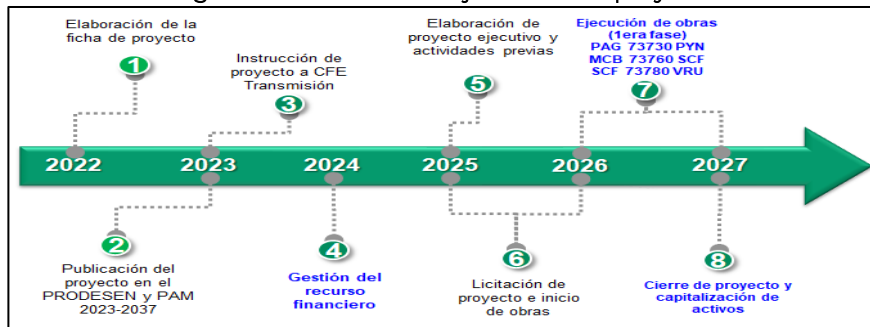 Elaboración de la
ficha de proyecto
1
Instrucción de
proyecto a CFE
Transmisión
3
Elaboración de
proyecto ejecutivo y
actividades previas
5
Ejecución de obras
(1era fase)
PAG 73730 PYN
MCB 73760 SCF
SCF 73780 VRU
7
2022 2023 2024 2025 2026 2027
2
Publicación del
proyecto en el
PRODESEN y PAM
2023-2037
4
Gestión del
recurso
financiero
6
Licitación de
proyecto e inicio
de obras
8
Cierre de proyecto y
capitalización de
activos